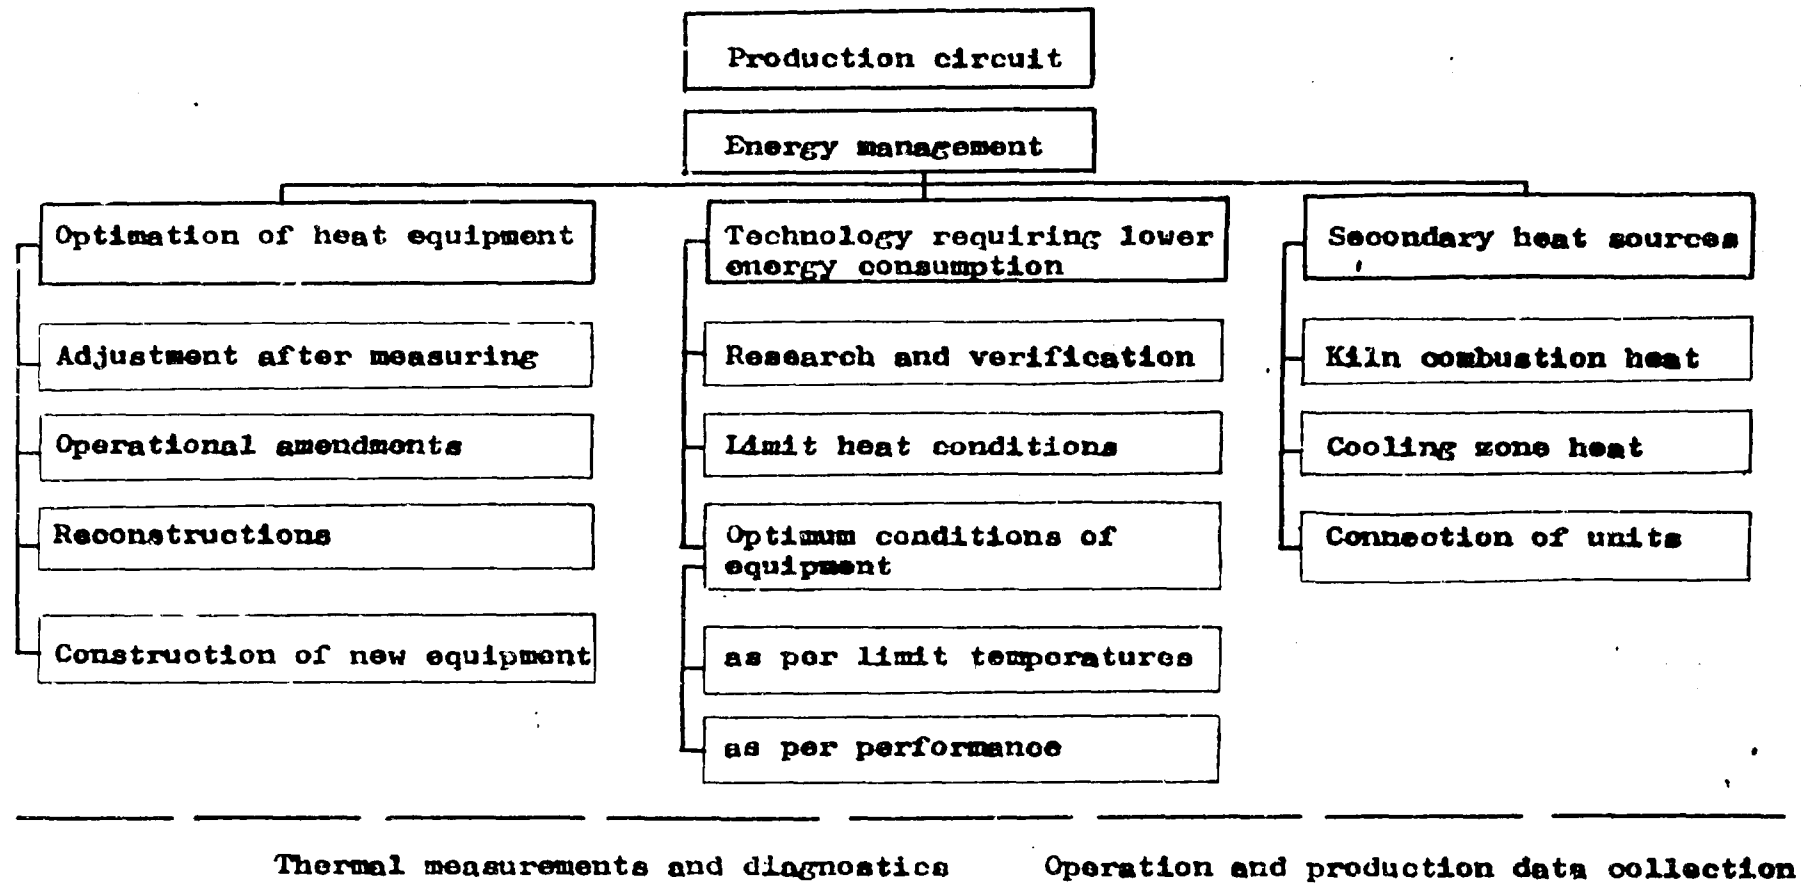 Production circuit
Energy management
Optimation of heat equipment
Adjustment after measuring
Operational amendments
Reconstructions
Construction of new equipment
Technology requiring lower
energy consumption
Research and verification
Limit heat conditions
Optimum conditions of
equipment
as per limit temperatures
as per performance
Secondary heat sources
Kiln combustion heat
Cooling zone heat
Connection of units
Thermal measurements and diagnostics
Operation and production data collection